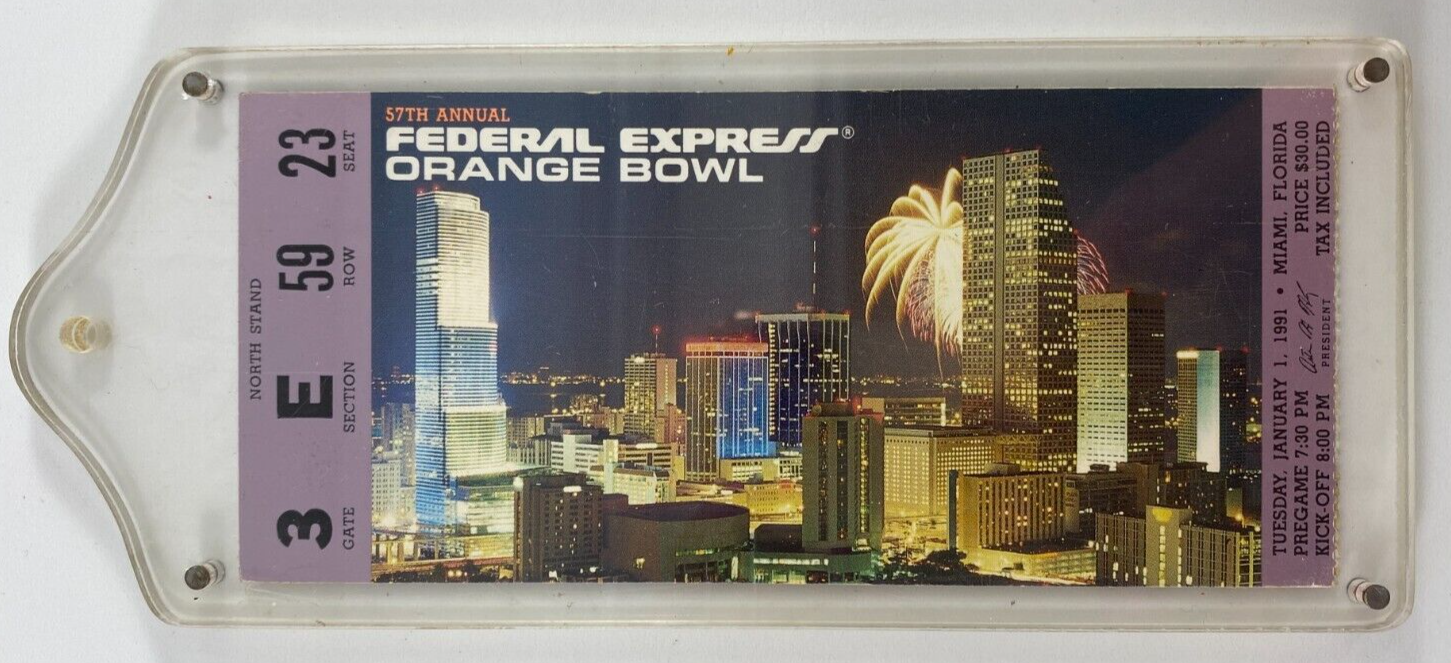 57TH ANNUAL
FEDERAL EXPRESS®
ORANGE BOWL
NORTH STAND
3 E 59 23
GATE SECTION ROW SEAT
TUESDAY, JANUARY 1, 1991 • MIAMI, FLORIDA
PREGAME 7:30 PM PRICE $30.00
KICK-OFF 8:00 PM PRESIDENT TAX INCLUDED